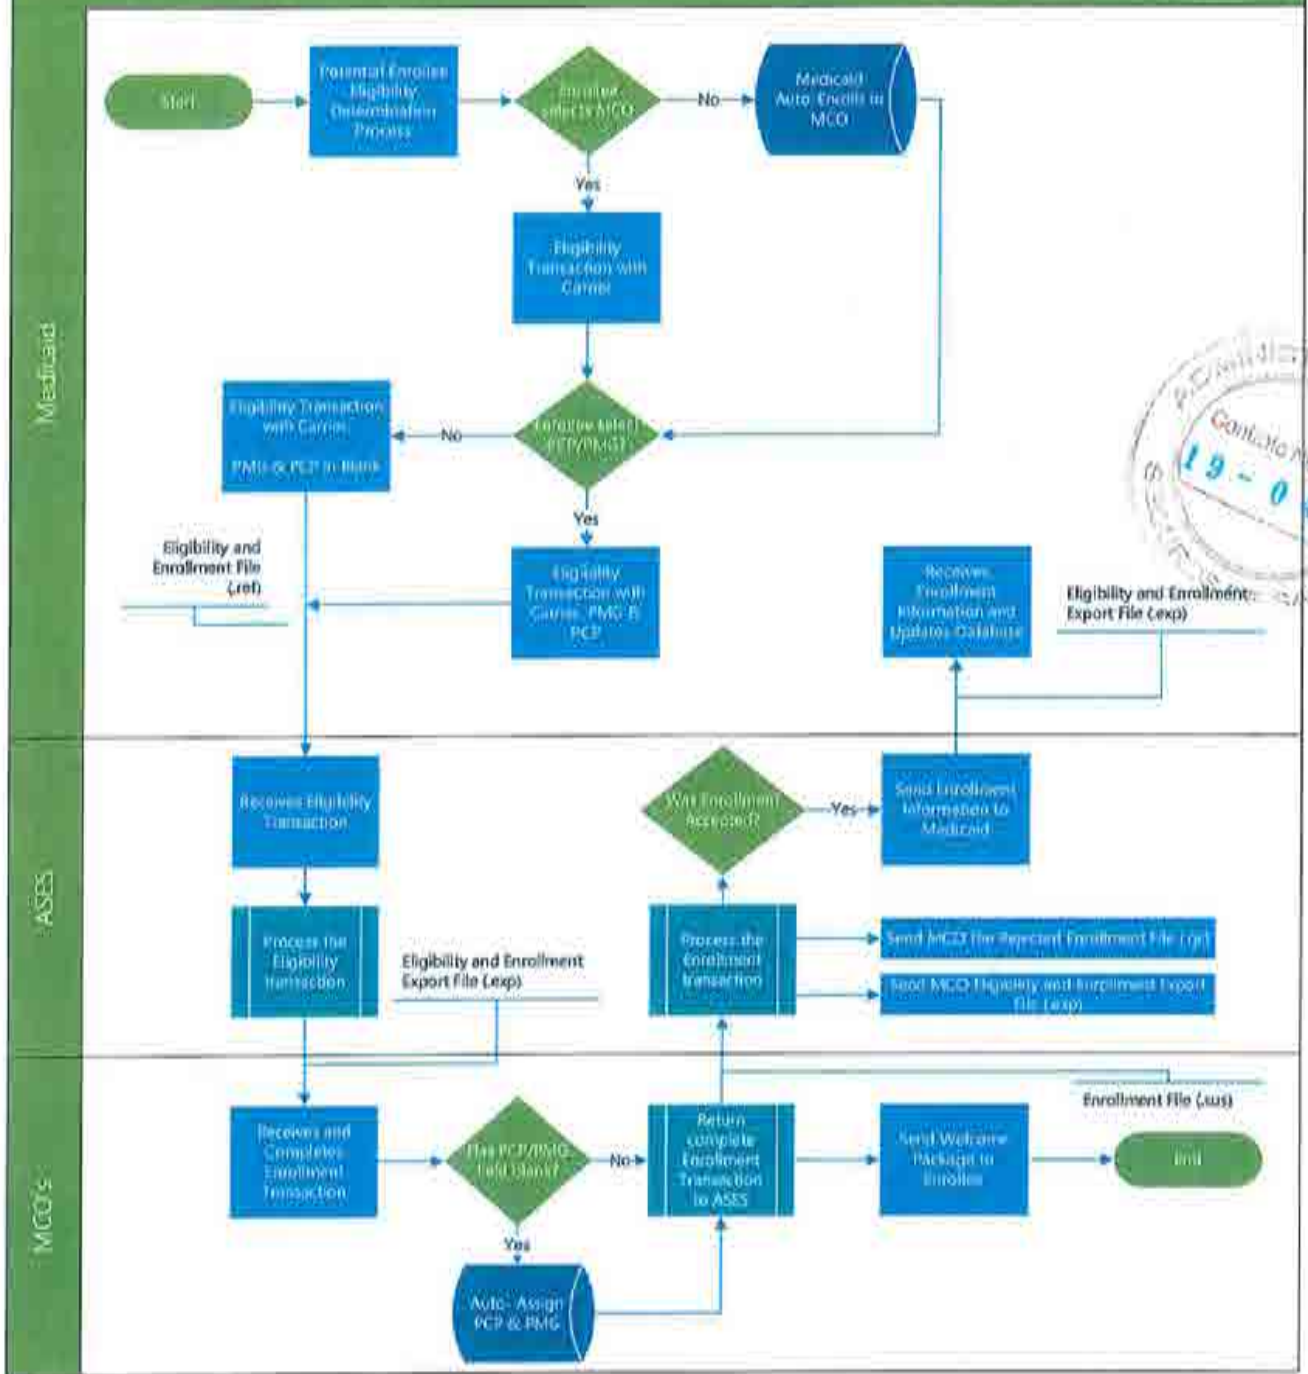 Medicaid
Start
Potential Enrollee
Eligibility
Determination
Process
Enrollee
selects MCO
No
Medicaid
Auto-Enrolls in
MCO
Yes
Eligibility
Transaction with
Carrier
Enrollee select
PCP/PMG?
No
Eligibility Transaction
with Carrier.
PMG & PCP in Blank
Yes
Eligibility
Transaction with
Carrier, PMG &
PCP
Eligibility and
Enrollment File
(.ref)
Receives
Enrollment
Information and
Updates Database
Eligibility and Enrollment
Export File (.exp)
19-0
ASES
Receives Eligibility
Transaction
Was Enrollment
Accepted?
Yes
Send Enrollment
Information to
Medicaid
Process the
Eligibility
transaction
Eligibility and Enrollment
Export File (.exp)
Process the
Enrollment
transaction
Send MCO the Rejected Enrollment File
Send MCO Eligibility and Enrollment Export
File (.exp)
MCO's
Receives and
Completes
Enrollment
Transaction
Has PCP/PMG
field blank?
No
Return
complete
Enrollment
Transaction
to ASES
Enrollment File (.sus)
Send Welcome
Package to
Enrollee
End
Yes
Auto- Assign
PCP & PMG